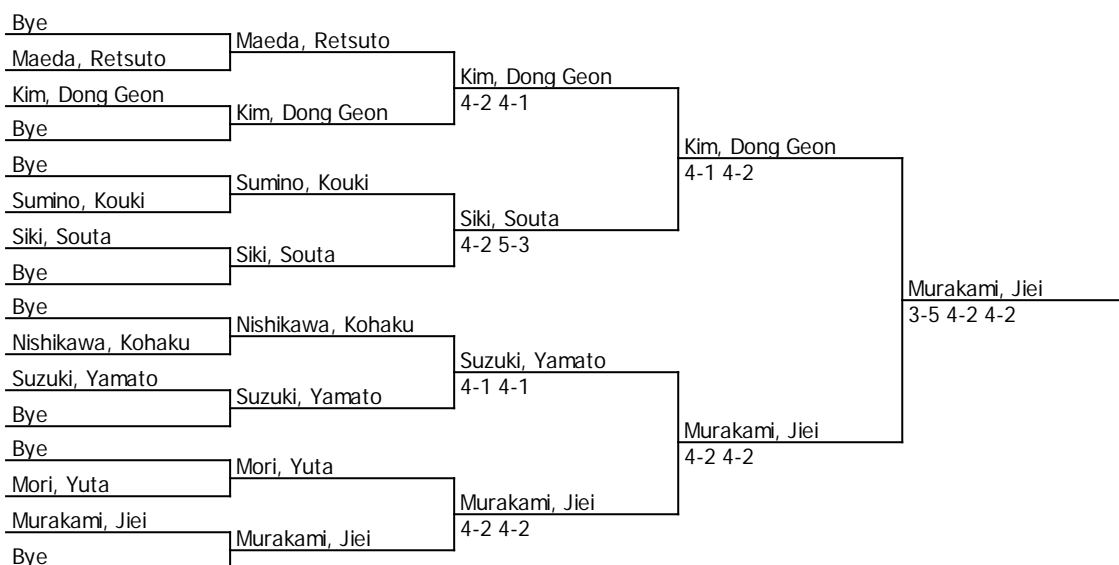 Bye
Maeda, Retsuto
Kim, Dong Geon
Bye
Bye
Sumino, Kouki
Siki, Souta
Bye
Bye
Nishikawa, Kohaku
Suzuki, Yamato
Bye
Bye
Mori, Yuta
Murakami, Jiei
Bye
Maeda, Retsuto
Kim, Dong Geon
Sumino, Kouki
Siki, Souta
Nishikawa, Kohaku
Suzuki, Yamato
Mori, Yuta
Murakami, Jiei
Kim, Dong Geon
4-2 4-1
Siki, Souta
4-2 5-3
Suzuki, Yamato
4-1 4-1
Murakami, Jiei
4-2 4-2
Kim, Dong Geon
4-1 4-2
Murakami, Jiei
4-2 4-2
Murakami, Jiei
3-5 4-2 4-2